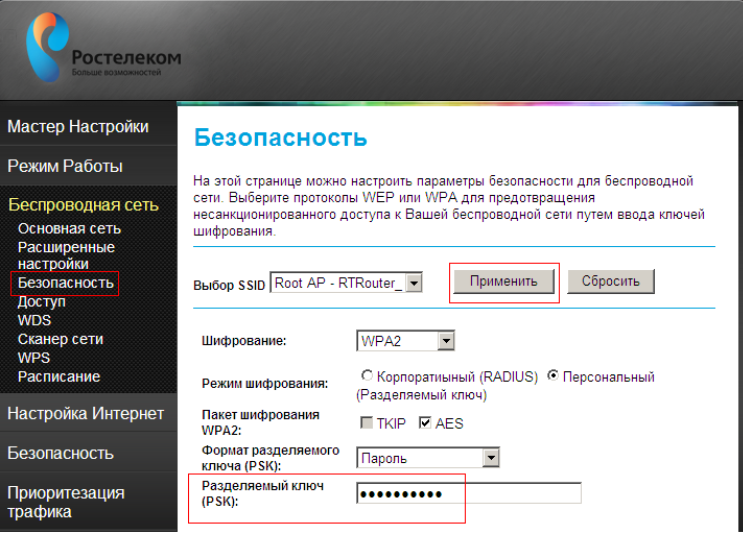 Ростелеком
Больше возможностей
Мастер Настройки
Режим Работы
Беспроводная сеть
Основная сеть
Расширенные
настройки
Безопасность
Доступ
WDS
Сканер сети
WPS
Расписание
Настройка Интернет
Безопасность
Приоритезация
трафика
Безопасность
На этой странице можно настроить параметры безопасности для беспроводной
сети. Выберите протоколы WEP или WPA для предотвращения
несанкционированного доступа к Вашей беспроводной сети путем ввода ключей
шифрования.
Выбор SSID Root AP - RTRouter_ Применить Сбросить
Шифрование: WPA2
Режим шифрования: Корпоратиыный (RADIUS) Персональный
(Разделяемый ключ)
Пакет шифрования
WPA2: TKIP AES
Формат разделяемого
ключа (PSK): Пароль
Разделяемый ключ
(PSK): ●●●●●●●●●●